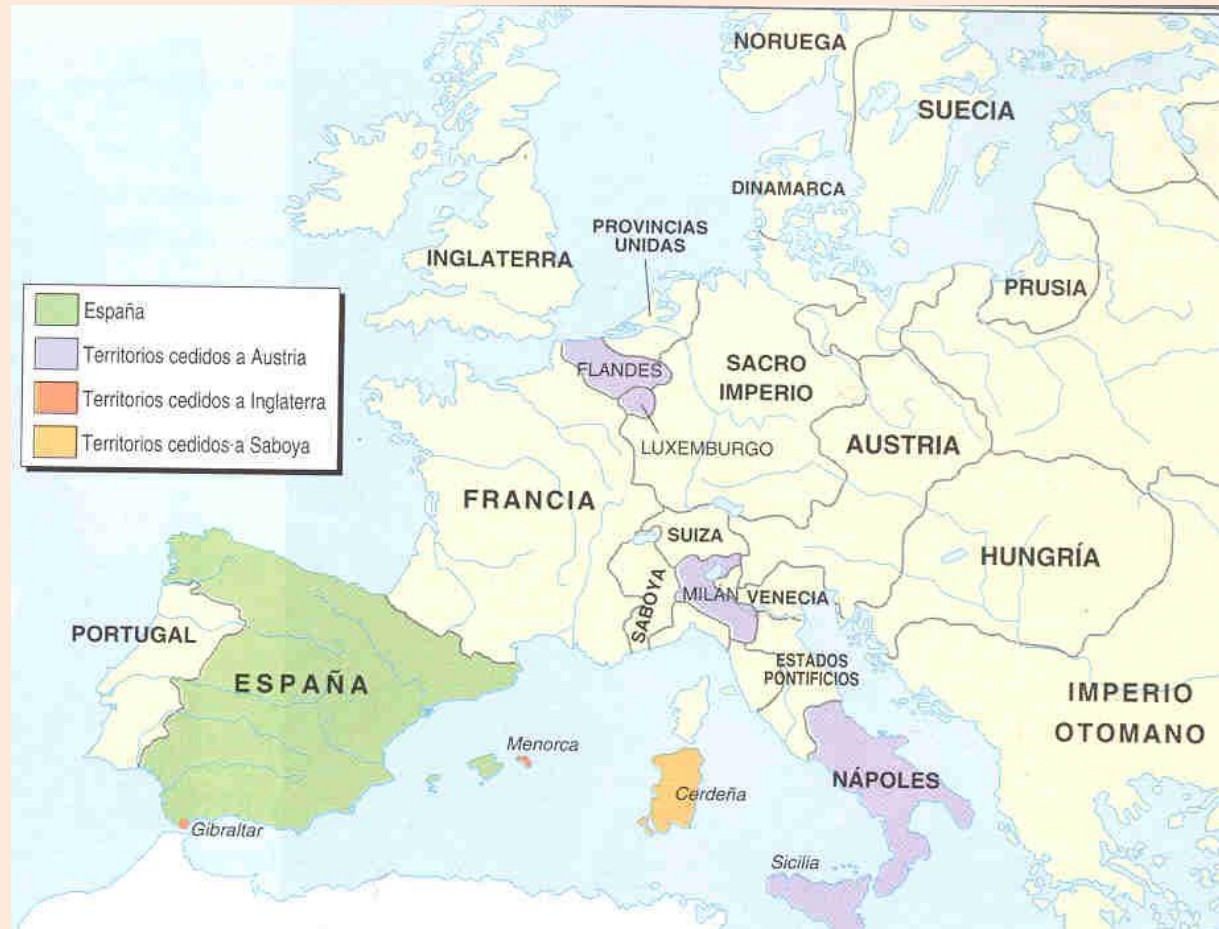 NORUEGA
SUECIA
DINAMARCA
PROVINCIAS
UNIDAS
INGLATERRA
PRUSIA
España
Territorios cedidos a Austria
Territorios cedidos a Inglaterra
Territorios cedidos a Saboya
FLANDES
SACRO
IMPERIO
LUXEMBURGO
AUSTRIA
FRANCIA
SUIZA
HUNGRÍA
SABOYA
MILÁN
VENECIA
PORTUGAL
ESPAÑA
ESTADOS
PONTIFICIOS
IMPERIO
OTOMANO
Menorca
Cerdeña
NÁPOLES
Gibraltar
Sicilia